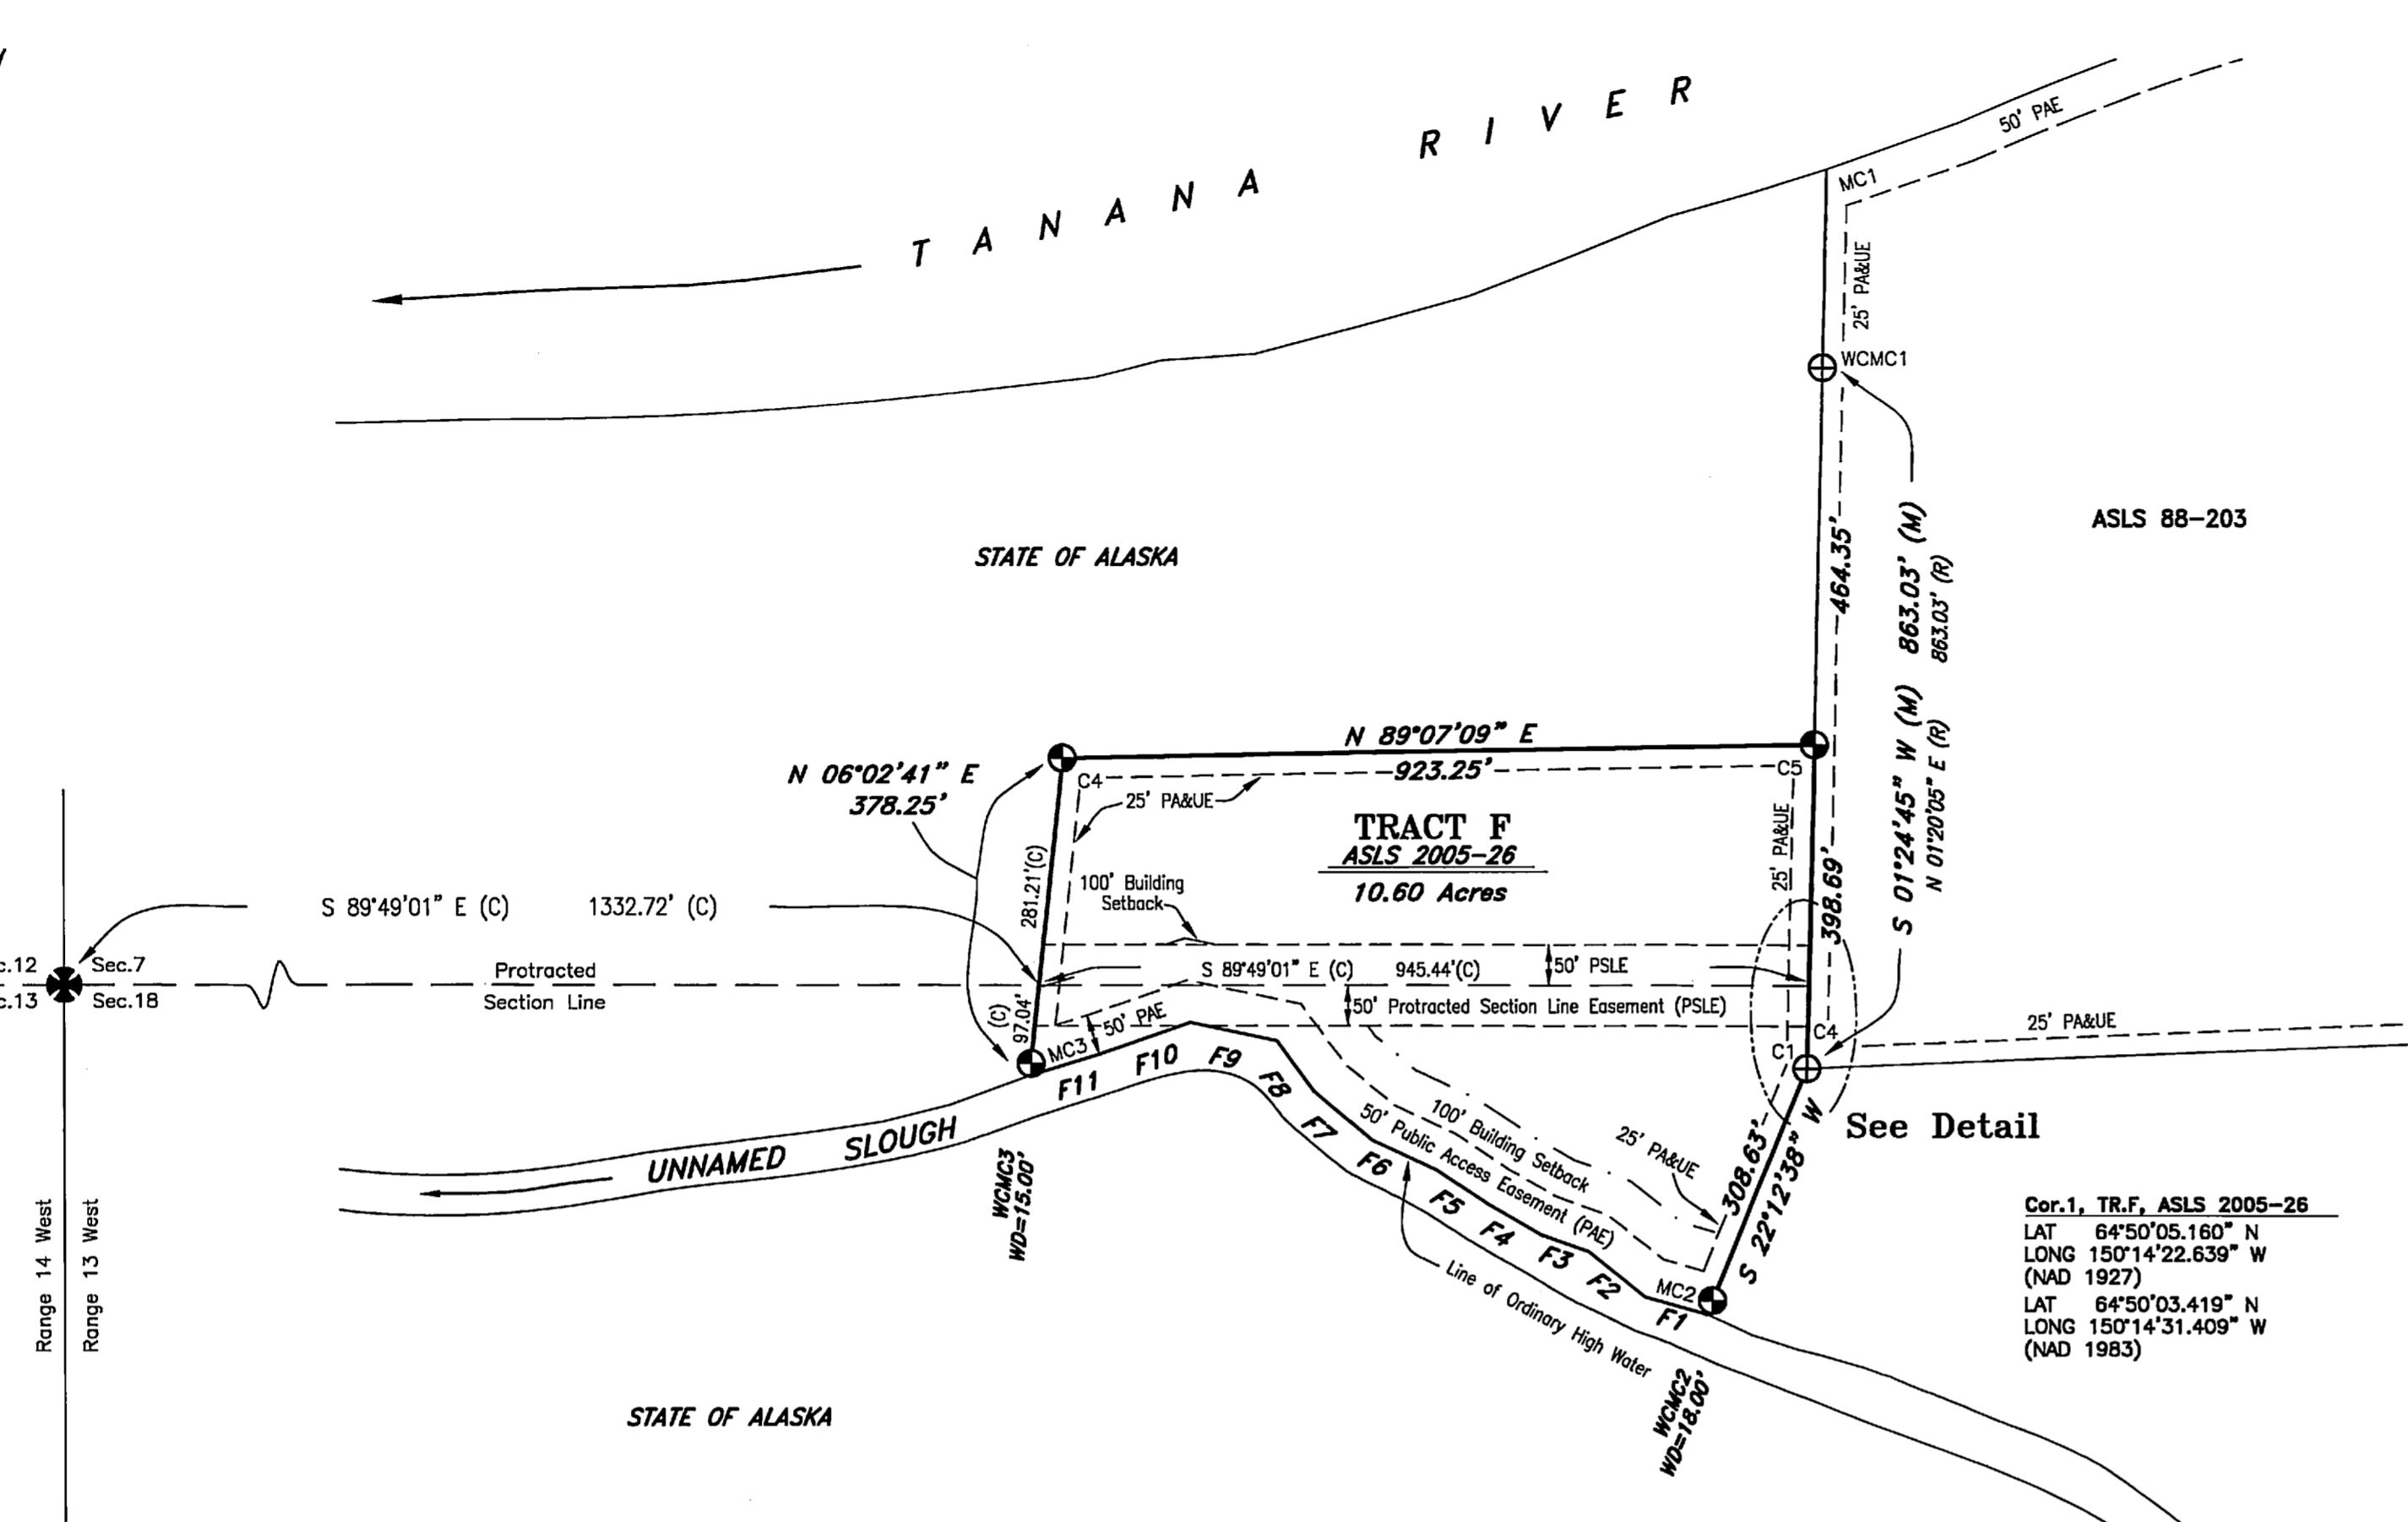 TANANA RIVER
50' PAE
MC1
25' PA&UE
WCMC1
464.35'
S 01°24'45" W (M) 863.03' (M)
N 01°20'05" E (R) 863.03' (R)
ASLS 88-203
STATE OF ALASKA
N 89°07'09" E
923.25'
C4
C5
N 06°02'41" E
378.25'
25' PA&UE
TRACT F
ASLS 2005-26
10.60 Acres
25' PA&UE
398.69'
281.21'(C)
100' Building
Setback
S 89°49'01" E (C) 1332.72' (C)
c.12
Sec.7
c.13
Sec.18
Protracted
Section Line
S 89°49'01" E (C) 945.44'(C)
50' PSLE
50' Protracted Section Line Easement (PSLE)
97.04'
(C)
MC3
50' PAE
C4
C1
25' PA&UE
See Detail
F11
F10
F9
F8
F7
F6
F5
F4
F3
F2
F1
100' Building Setback
50' Public Access Easement (PAE)
25' PA&UE
308.63'
S 22°12'38" W
MC2
UNNAMED SLOUGH
WCMC3
WD=15.00'
Line of Ordinary High Water
WCMC2
WD=18.00'
Range 14 West
Range 13 West
Cor.1, TR.F, ASLS 2005-26
LAT 64°50'05.160" N
LONG 150°14'22.639" W
(NAD 1927)
LAT 64°50'03.419" N
LONG 150°14'31.409" W
(NAD 1983)
STATE OF ALASKA